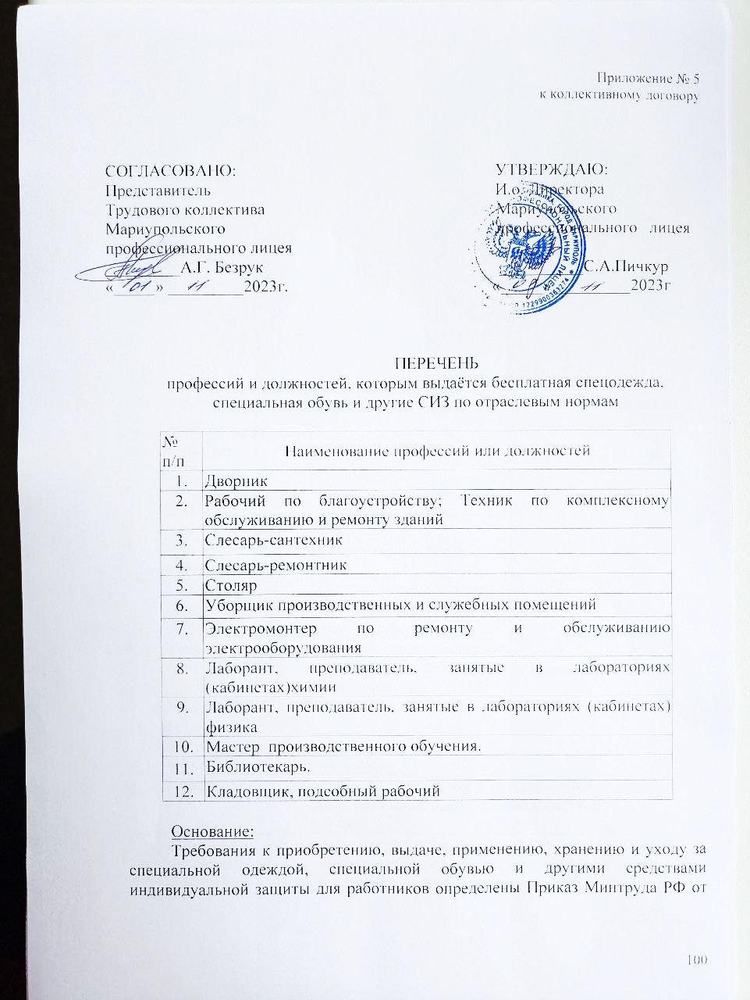 Приложение № 5
к коллективному договору
СОГЛАСОВАНО:
Представитель
Трудового коллектива
Мариупольского
профессионального лицея
__________А.Г. Безрук
«01» 11 2023г.
УТВЕРЖДАЮ:
И.о. Директора
Мариупольского
профессионального лицея
__________С.А.Пичкур
« » 11 2023г
ПЕРЕЧЕНЬ
профессий и должностей, которым выдаётся бесплатная спецодежда,
специальная обувь и другие СИЗ по отраслевым нормам
№
п/п
Наименование профессий или должностей
1. Дворник
2. Рабочий по благоустройству; Техник по комплексному
обслуживанию и ремонту зданий
3. Слесарь-сантехник
4. Слесарь-ремонтник
5. Столяр
6. Уборщик производственных и служебных помещений
7. Электромонтер по ремонту и обслуживанию
электрооборудования
8. Лаборант, преподаватель, занятые в лабораториях
(кабинетах)химии
9. Лаборант, преподаватель, занятые в лабораториях (кабинетах)
физика
10. Мастер производственного обучения.
11. Библиотекарь.
12. Кладовщик, подсобный рабочий
Основание:
Требования к приобретению, выдаче, применению, хранению и уходу за
специальной одеждой, специальной обувью и другими средствами
индивидуальной защиты для работников определены Приказ Минтруда РФ от
100